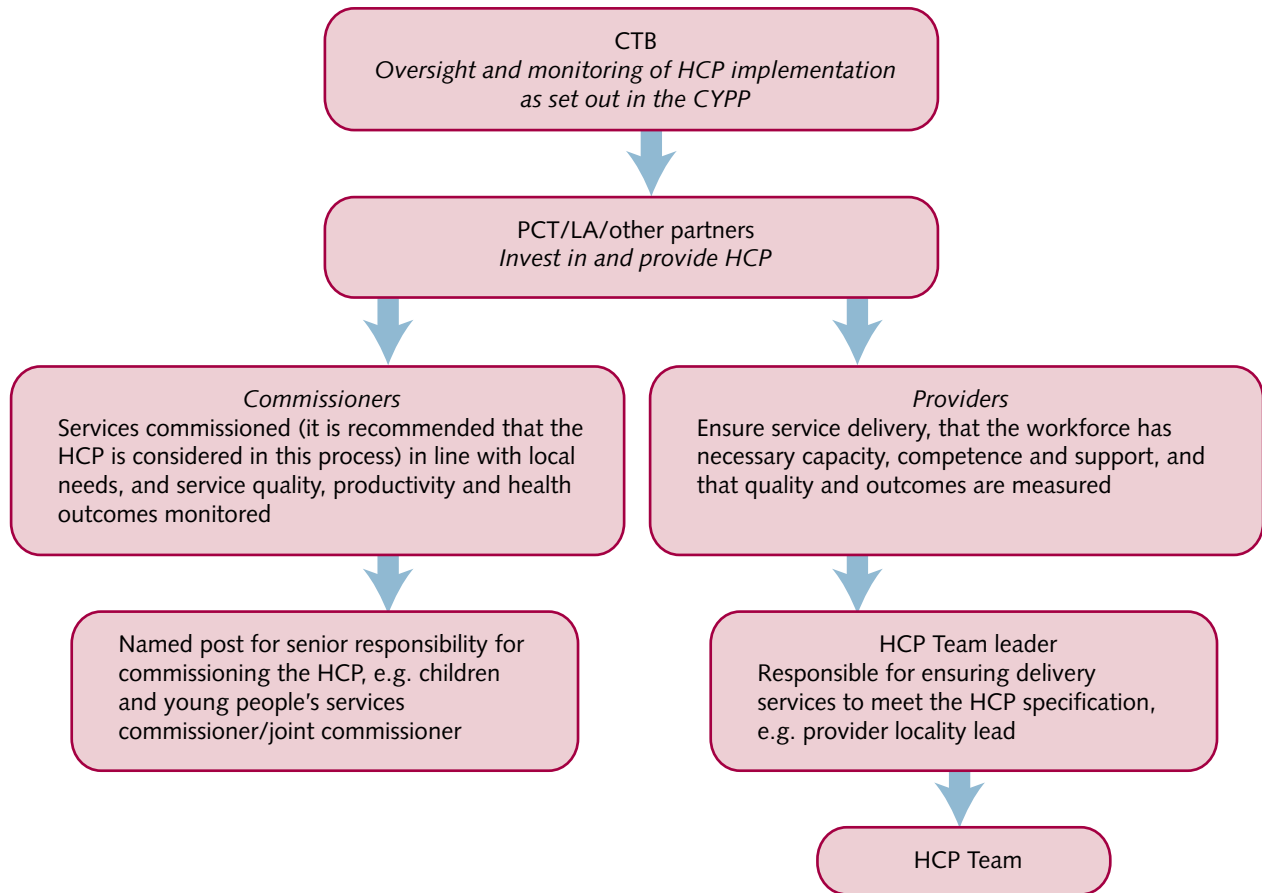 CTB
Oversight and monitoring of HCP implementation
as set out in the CYPP
PCT/LA/other partners
Invest in and provide HCP
Commissioners
Services commissioned (it is recommended that the
HCP is considered in this process) in line with local
needs, and service quality, productivity and health
outcomes monitored
Providers
Ensure service delivery, that the workforce has
necessary capacity, competence and support, and
that quality and outcomes are measured
Named post for senior responsibility for
commissioning the HCP, e.g. children
and young people’s services
commissioner/joint commissioner
HCP Team leader
Responsible for ensuring delivery
services to meet the HCP specification,
e.g. provider locality lead
HCP Team